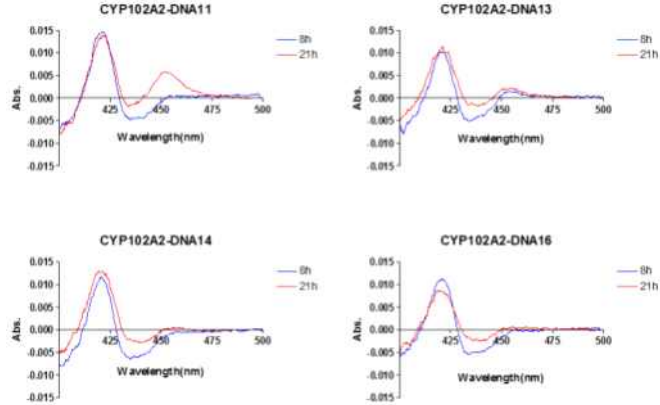 CYP102A2-DNA11
0.015
0.010
0.005
0.000
-0.005
-0.010
-0.015
Abs.
425
450
475
500
Wavelength(nm)
8h
21h
CYP102A2-DNA13
0.015
0.010
0.005
0.000
-0.005
-0.010
-0.015
Abs.
425
450
475
500
Wavelength(nm)
8h
21h
CYP102A2-DNA14
0.015
0.010
0.005
0.000
-0.005
-0.010
-0.015
Abs.
425
450
475
500
Wavelength(nm)
8h
21h
CYP102A2-DNA16
0.015
0.010
0.005
0.000
-0.005
-0.010
-0.015
Abs.
425
450
475
500
Wavelength(nm)
8h
21h